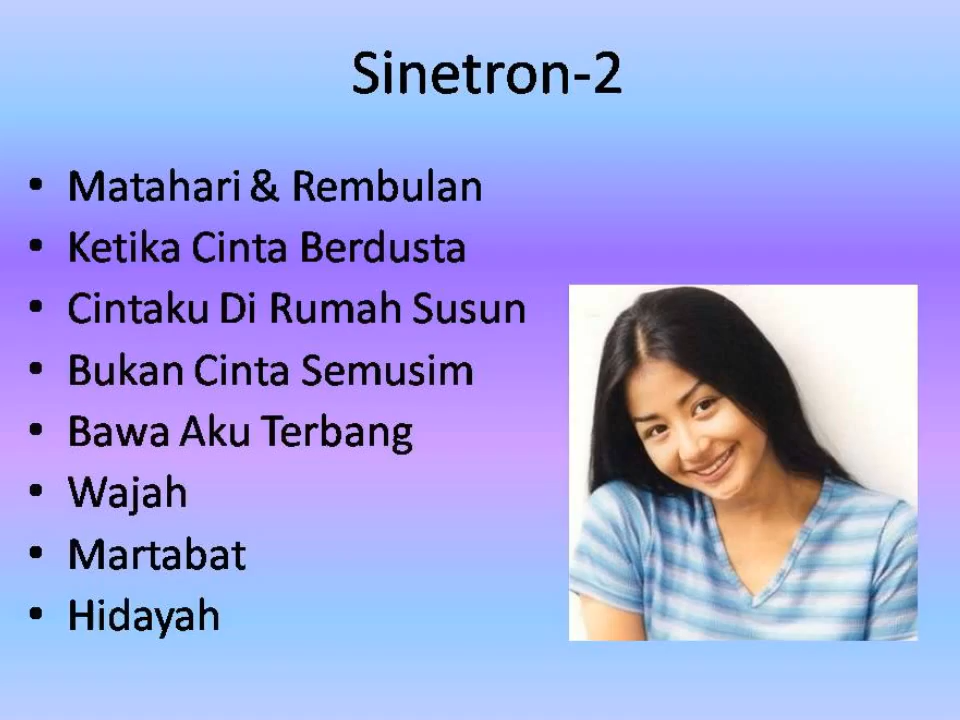 Sinetron-2
• Matahari & Rembulan
• Ketika Cinta Berdusta
• Cintaku Di Rumah Susun
• Bukan Cinta Semusim
• Bawa Aku Terbang
• Wajah
• Martabat
• Hidayah